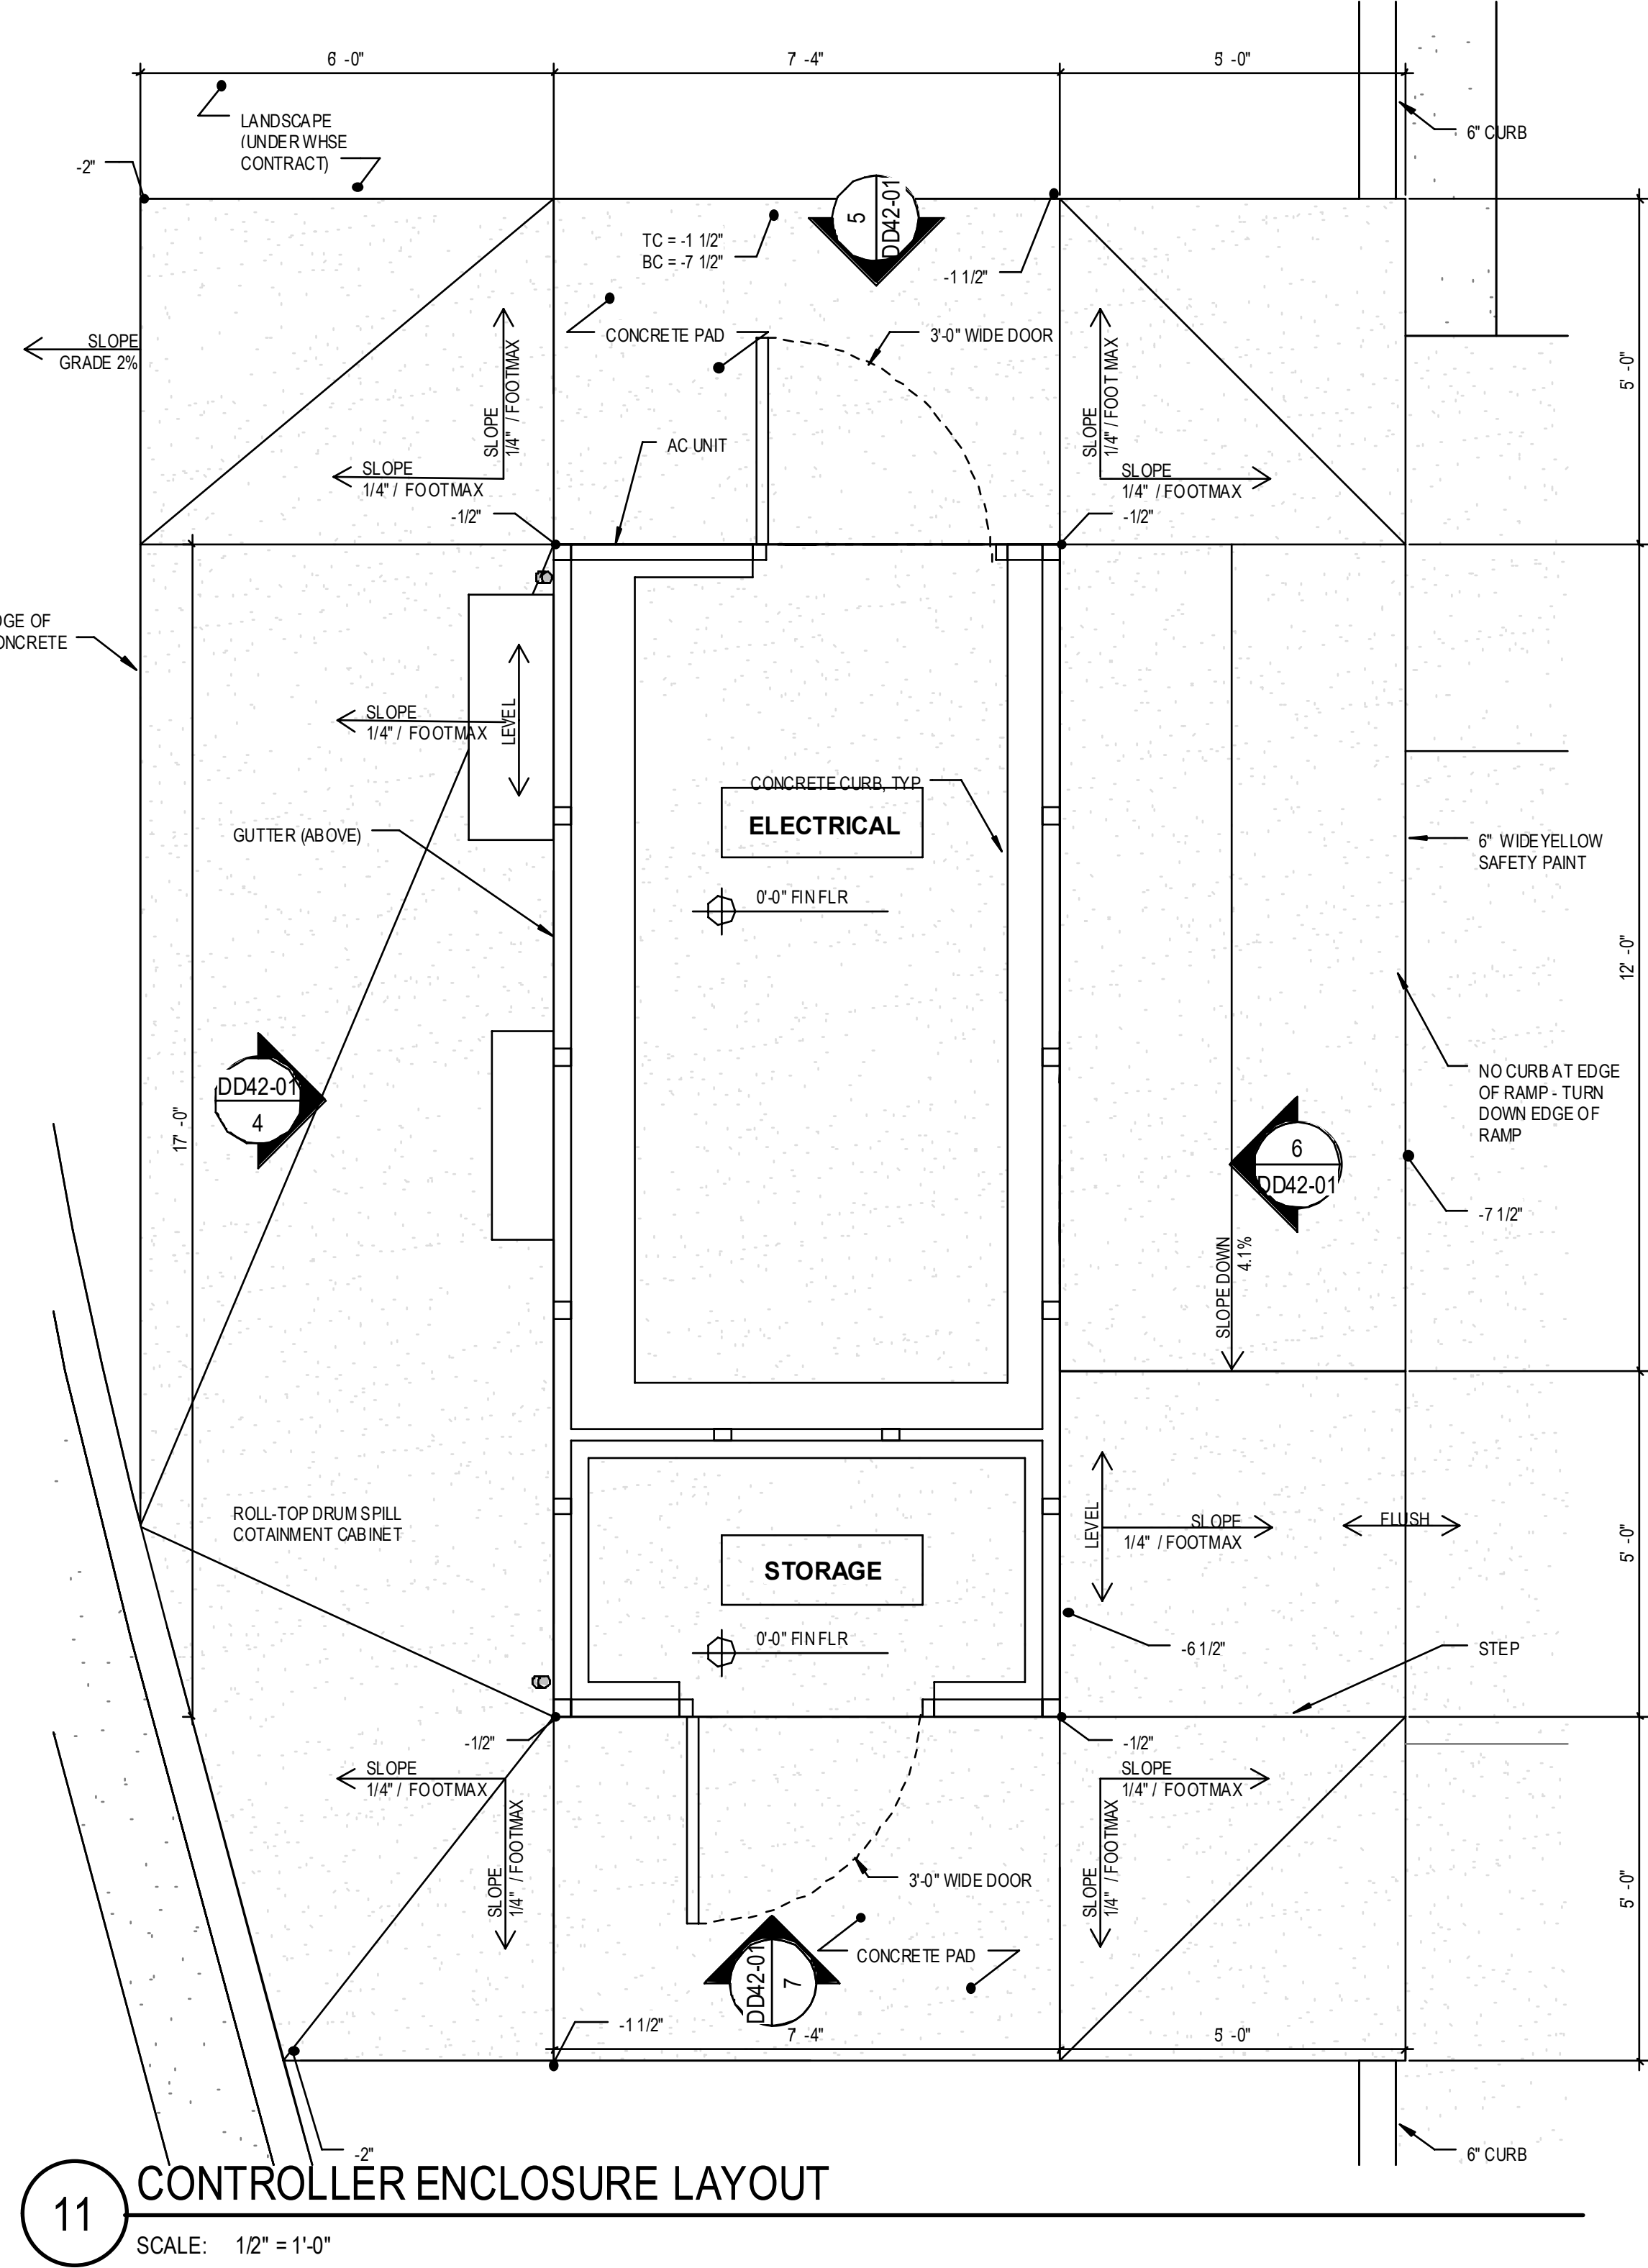 6' -0"
7' -4"
5' -0"
LANDSCAPE
(UNDER WHSE
CONTRACT)
6" CURB
-2"
5
DD42-01
TC = -1 1/2"
BC = -7 1/2"
-1 1/2"
SLOPE
GRADE 2%
CONCRETE PAD
3'-0" WIDE DOOR
5' -0"
SLOPE
1/4" / FOOTMAX
SLOPE
1/4" / FOOT MAX
AC UNIT
SLOPE
1/4" / FOOTMAX
SLOPE
1/4" / FOOTMAX
-1/2"
-1/2"
DGE OF
ONCRETE
SLOPE
1/4" / FOOTMAX
LEVEL
CONCRETE CURB, TYP
ELECTRICAL
GUTTER (ABOVE)
6" WIDE YELLOW
SAFETY PAINT
0'-0" FIN FLR
12' -0"
NO CURB AT EDGE
OF RAMP - TURN
DOWN EDGE OF
RAMP
DD42-01
4
17' -0"
6
DD42-01
-7 1/2"
SLOPE DOWN
4.1%
ROLL-TOP DRUM SPILL
COTAINMENT CABINET
LEVEL
SLOPE
1/4" / FOOTMAX
FLUSH
5' -0"
STORAGE
0'-0" FIN FLR
-6 1/2"
STEP
-1/2"
-1/2"
SLOPE
1/4" / FOOTMAX
SLOPE
1/4" / FOOTMAX
SLOPE
1/4" / FOOTMAX
SLOPE
1/4" / FOOTMAX
3'-0" WIDE DOOR
5' -0"
CONCRETE PAD
DD42-01
7
-1 1/2"
7' -4"
5' -0"
-2"
6" CURB
11
CONTROLLER ENCLOSURE LAYOUT
SCALE: 1/2" = 1'-0"